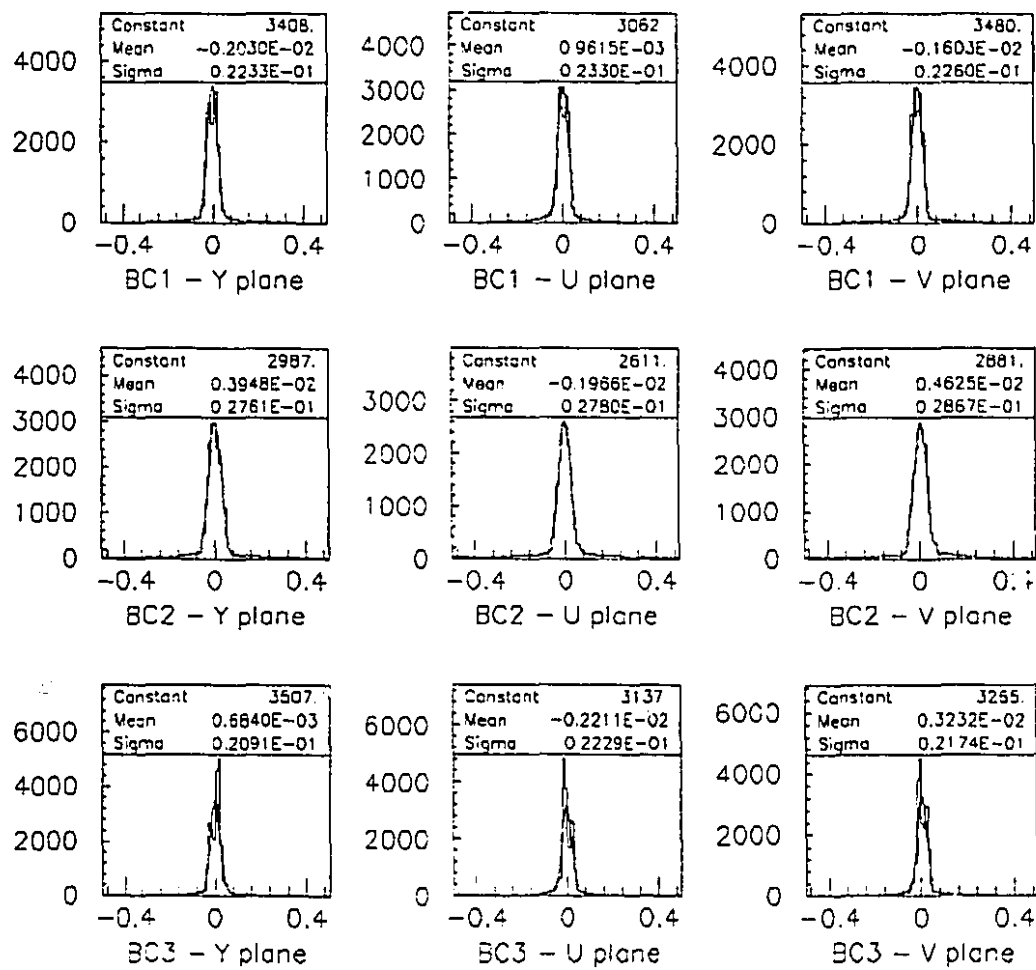 Constant 3408.
Mean -0.2030E-02
Sigma 0.2233E-01
4000
2000
0
-0.4 0 0.4
BC1 - Y plane
Constant 3062
Mean 0.9615E-03
Sigma 0.2330E-01
4000
3000
2000
1000
0
-0.4 0 0.4
BC1 - U plane
Constant 3480.
Mean -0.1603E-02
Sigma 0.2260E-01
4000
2000
0
-0.4 0 0.4
BC1 - V plane
Constant 2987.
Mean 0.3948E-02
Sigma 0.2761E-01
4000
3000
2000
1000
0
-0.4 0 0.4
BC2 - Y plane
Constant 2611.
Mean -0.1966E-02
Sigma 0.2780E-01
3000
2000
1000
0
-0.4 0 0.4
BC2 - U plane
Constant 2881.
Mean 0.4625E-02
Sigma 0.2867E-01
4000
3000
2000
1000
0
-0.4 0
BC2 - V plane
Constant 3507.
Mean 0.6840E-03
Sigma 0.2091E-01
6000
4000
2000
0
-0.4 0 0.4
BC3 - Y plane
Constant 3137
Mean -0.2211E-02
Sigma 0.2229E-01
6000
4000
2000
0
-0.4 0 0.4
BC3 - U plane
Constant 3255.
Mean 0.3232E-02
Sigma 0.2174E-01
6000
4000
2000
0
-0.4 0 0.4
BC3 - V plane